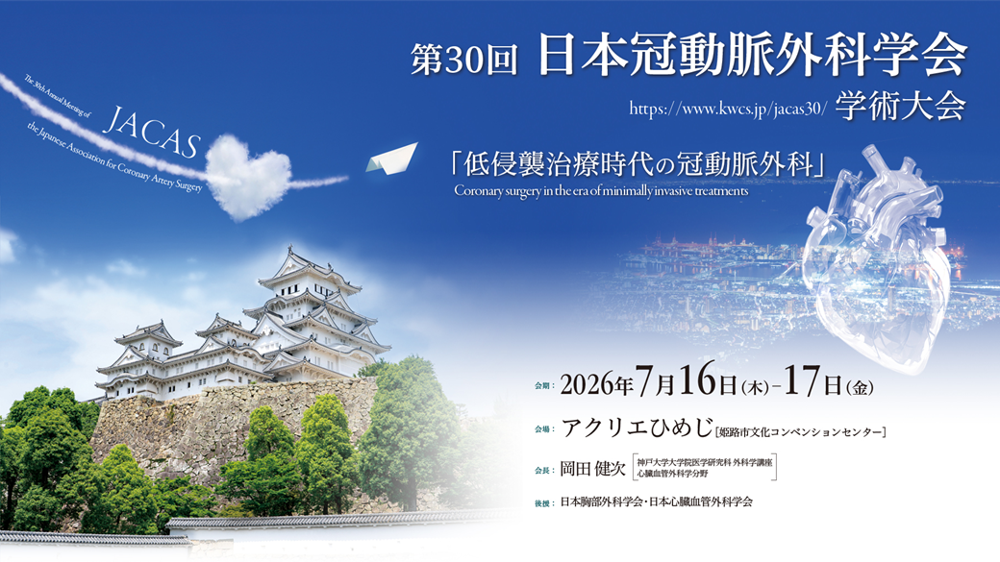 第30回 日本冠動脈外科学会
https://www.kwcs.jp/jacas30/ 学術大会
The 30th Annual Meeting of
JACAS
the Japanese Association for Coronary Artery Surgery
「低侵襲治療時代の冠動脈外科」
Coronary surgery in the era of minimally invasive treatments
会期： 2026年7月16日(木)–17日(金)
会場： アクリエひめじ[姫路市文化コンベンションセンター]
会長： 岡田 健次 [神戸大学大学院医学研究科 外科学講座
心臓血管外科学分野]
後援： 日本胸部外科学会・日本心臓血管外科学会